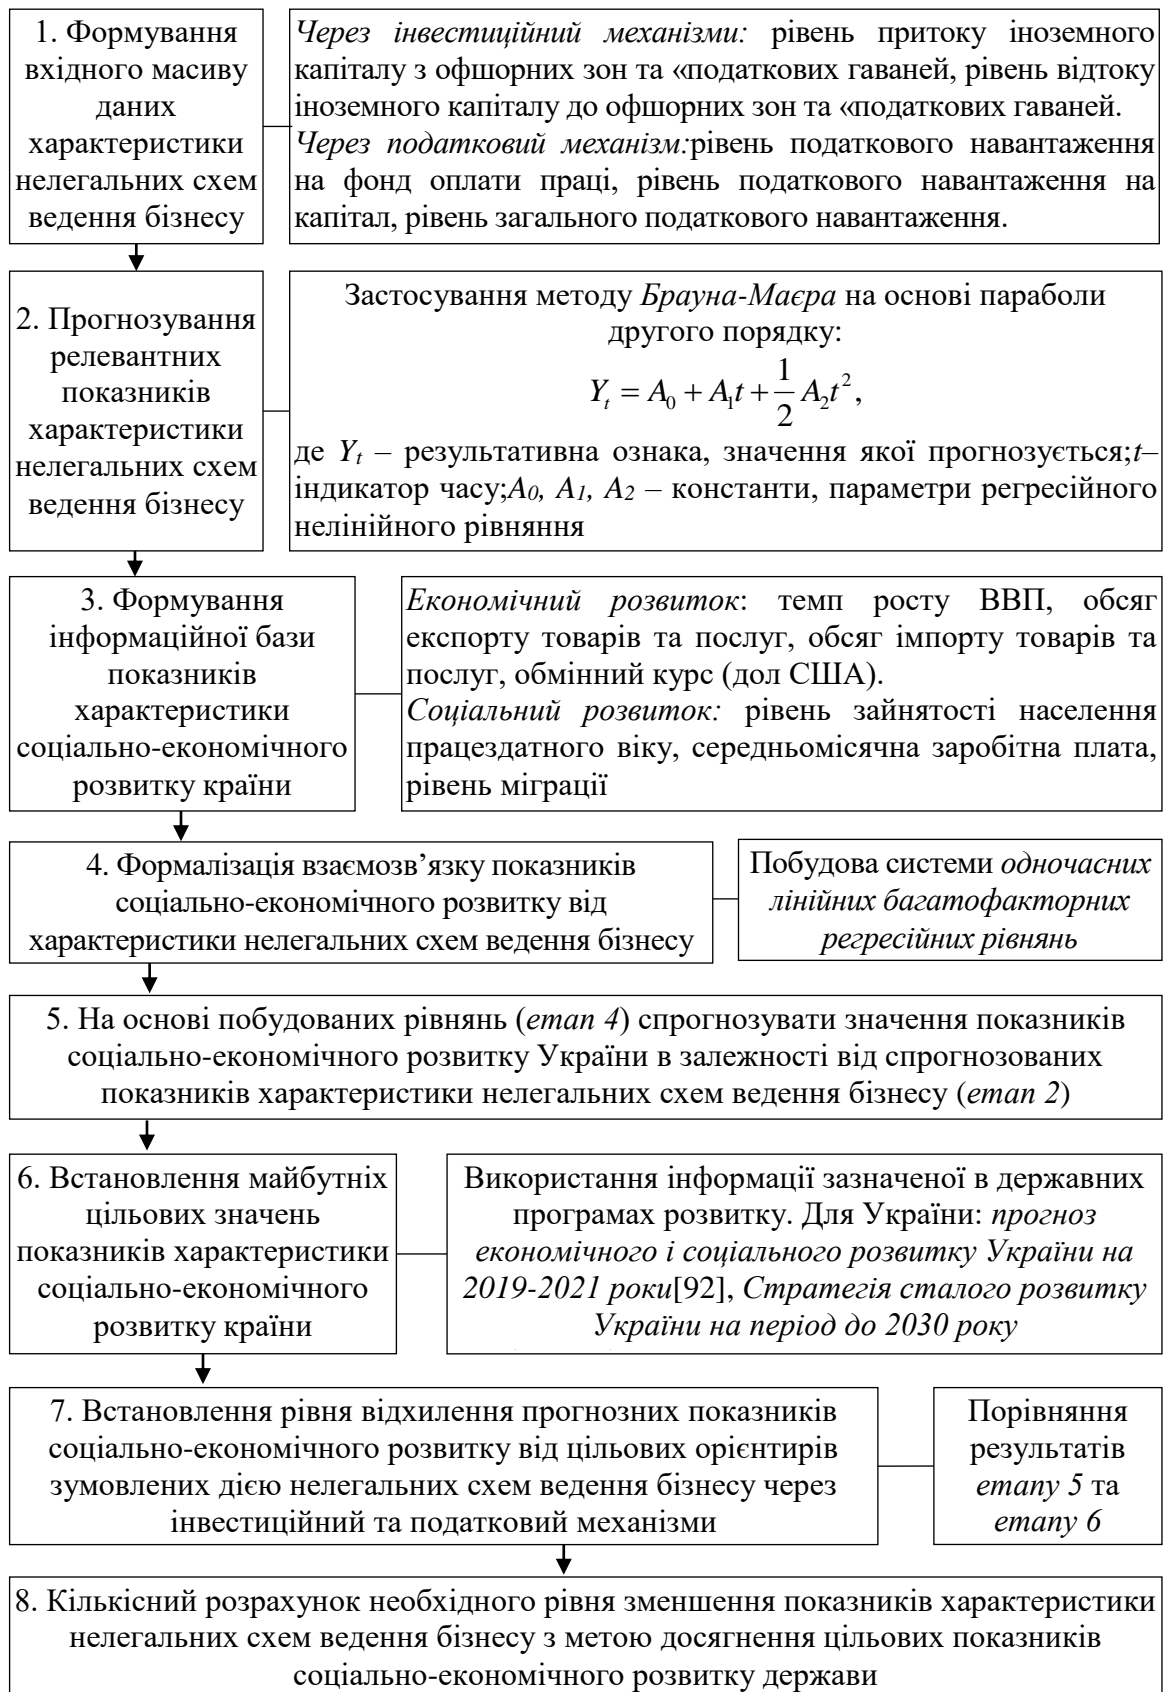 1. Формування
вхідного масиву
даних
характеристики
нелегальних схем
ведення бізнесу
Через інвестиційний механізми: рівень притоку іноземного
капіталу з офшорних зон та «податкових гаваней, рівень відтоку
іноземного капіталу до офшорних зон та «податкових гаваней.
Через податковий механізм:рівень податкового навантаження
на фонд оплати праці, рівень податкового навантаження на
капітал, рівень загального податкового навантаження.
2. Прогнозування
релевантних
показників
характеристики
нелегальних схем
ведення бізнесу
Застосування методу Брауна-Маєра на основі параболи
другого порядку:
Y_t = A_0 + A_1 t + \frac{1}{2} A_2 t^2,
де Y_t – результативна ознака, значення якої прогнозується;t–
індикатор часу;A_0, A_1, A_2 – константи, параметри регресійного
нелінійного рівняння
3. Формування
інформаційної бази
показників
характеристики
соціально-економічного
розвитку країни
Економічний розвиток: темп росту ВВП, обсяг
експорту товарів та послуг, обсяг імпорту товарів та
послуг, обмінний курс (дол США).
Соціальний розвиток: рівень зайнятості населення
працездатного віку, середньомісячна заробітна плата,
рівень міграції
4. Формалізація взаємозв’язку показників
соціально-економічного розвитку від
характеристики нелегальних схем ведення бізнесу
Побудова системи одночасних
лінійних багатофакторних
регресійних рівнянь
5. На основі побудованих рівнянь (етап 4) спрогнозувати значення показників
соціально-економічного розвитку України в залежності від спрогнозованих
показників характеристики нелегальних схем ведення бізнесу (етап 2)
6. Встановлення майбутніх
цільових значень
показників характеристики
соціально-економічного
розвитку країни
Використання інформації зазначеної в державних
програмах розвитку. Для України: прогноз
економічного і соціального розвитку України на
2019-2021 роки[92], Стратегія сталого розвитку
України на період до 2030 року
7. Встановлення рівня відхилення прогнозних показників
соціально-економічного розвитку від цільових орієнтирів
зумовлених дією нелегальних схем ведення бізнесу через
інвестиційний та податковий механізми
Порівняння
результатів
етапу 5 та
етапу 6
8. Кількісний розрахунок необхідного рівня зменшення показників характеристики
нелегальних схем ведення бізнесу з метою досягнення цільових показників
соціально-економічного розвитку держави